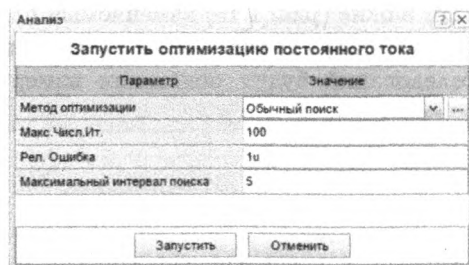 Анализ
Запустить оптимизацию постоянного тока
Параметр Значение
Метод оптимизации Обычный поиск ...
Макс.Числ.Ит. 100
Рел. Ошибка 1u
Максимальный интервал поиска 5
Запустить Отменить